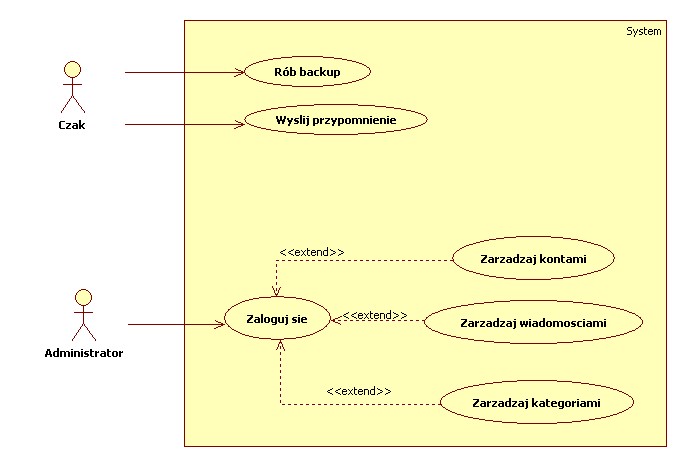 System
Rób backup
Wyslij przypomnienie
Czak
<<extend>>
Zarzadzaj kontami
Zaloguj sie
<<extend>>
Zarzadzaj wiadomosciami
Administrator
<<extend>>
Zarzadzaj kategoriami